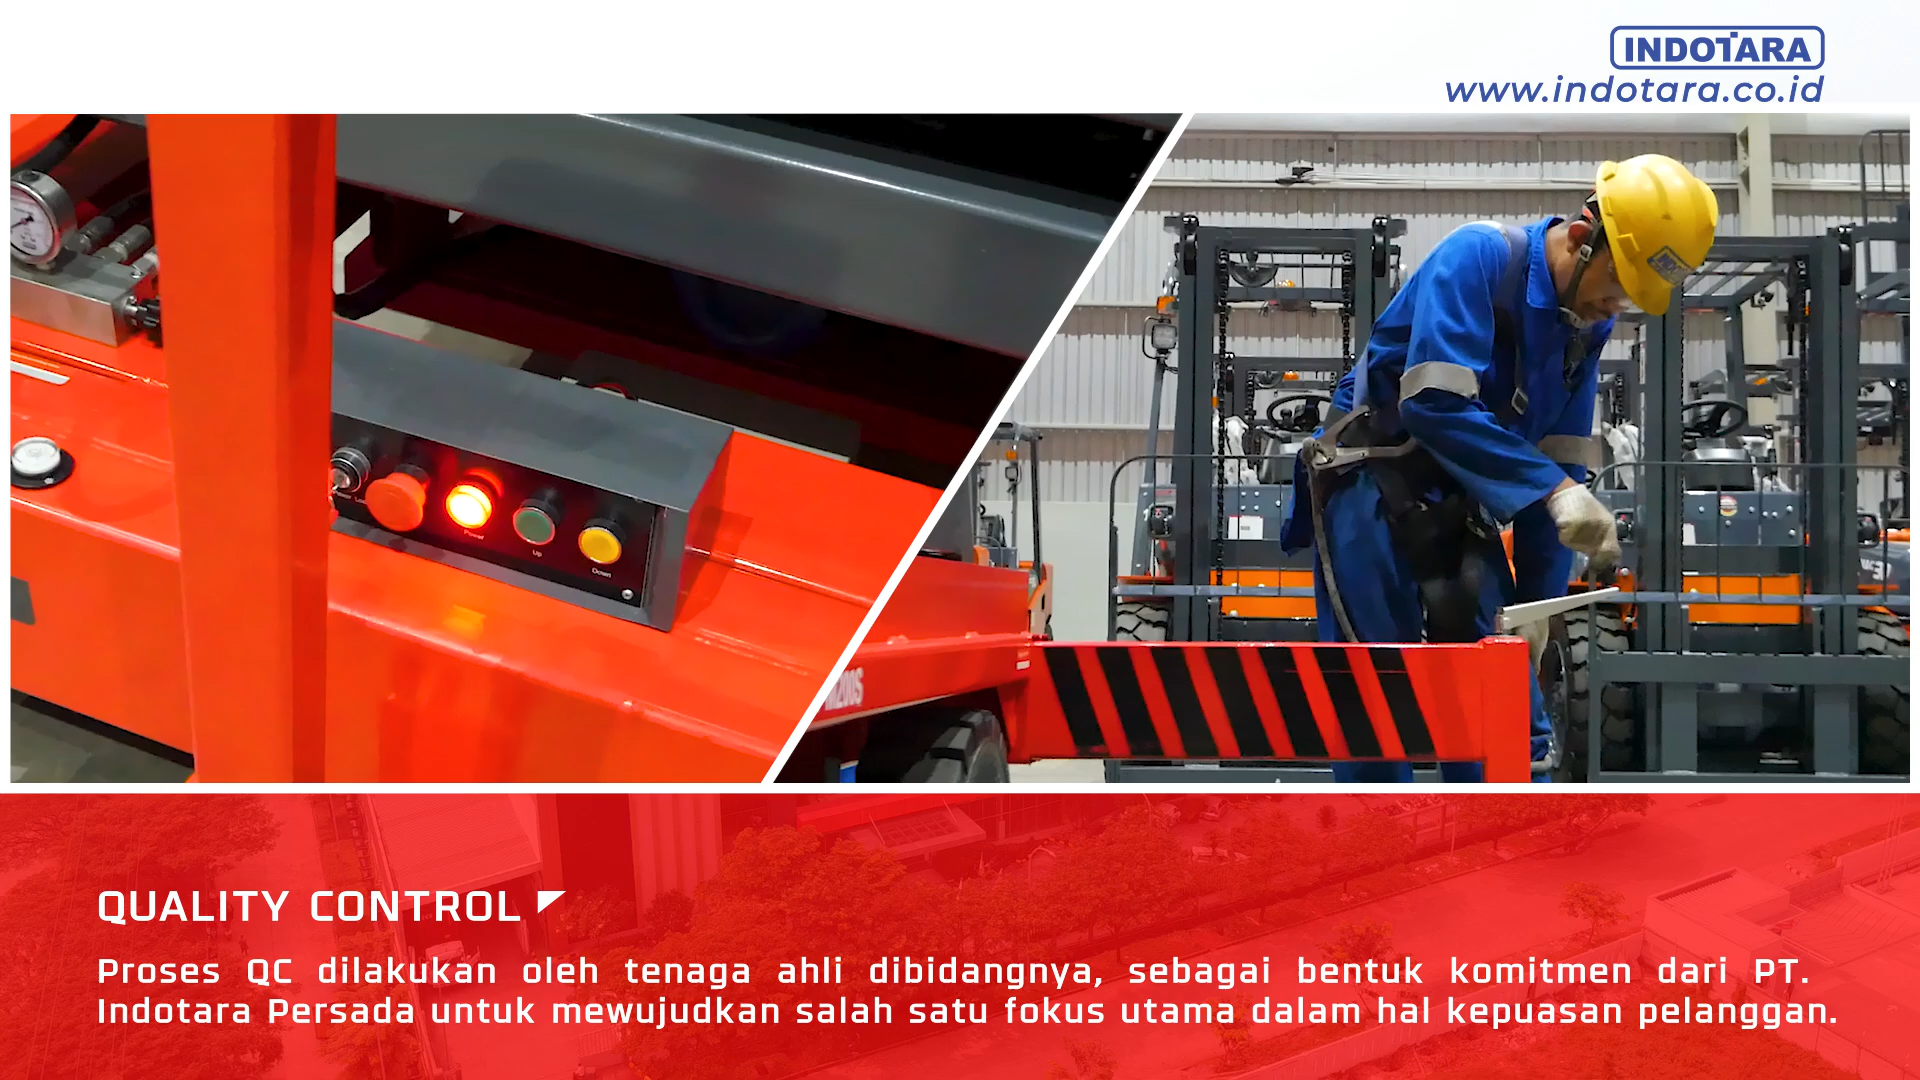 INDOTARA
www.indotara.co.id
Power
Up
Down
M200S
QUALITY CONTROL
Proses QC dilakukan oleh tenaga ahli dibidangnya, sebagai bentuk komitmen dari PT.
Indotara Persada untuk mewujudkan salah satu fokus utama dalam hal kepuasan pelanggan.